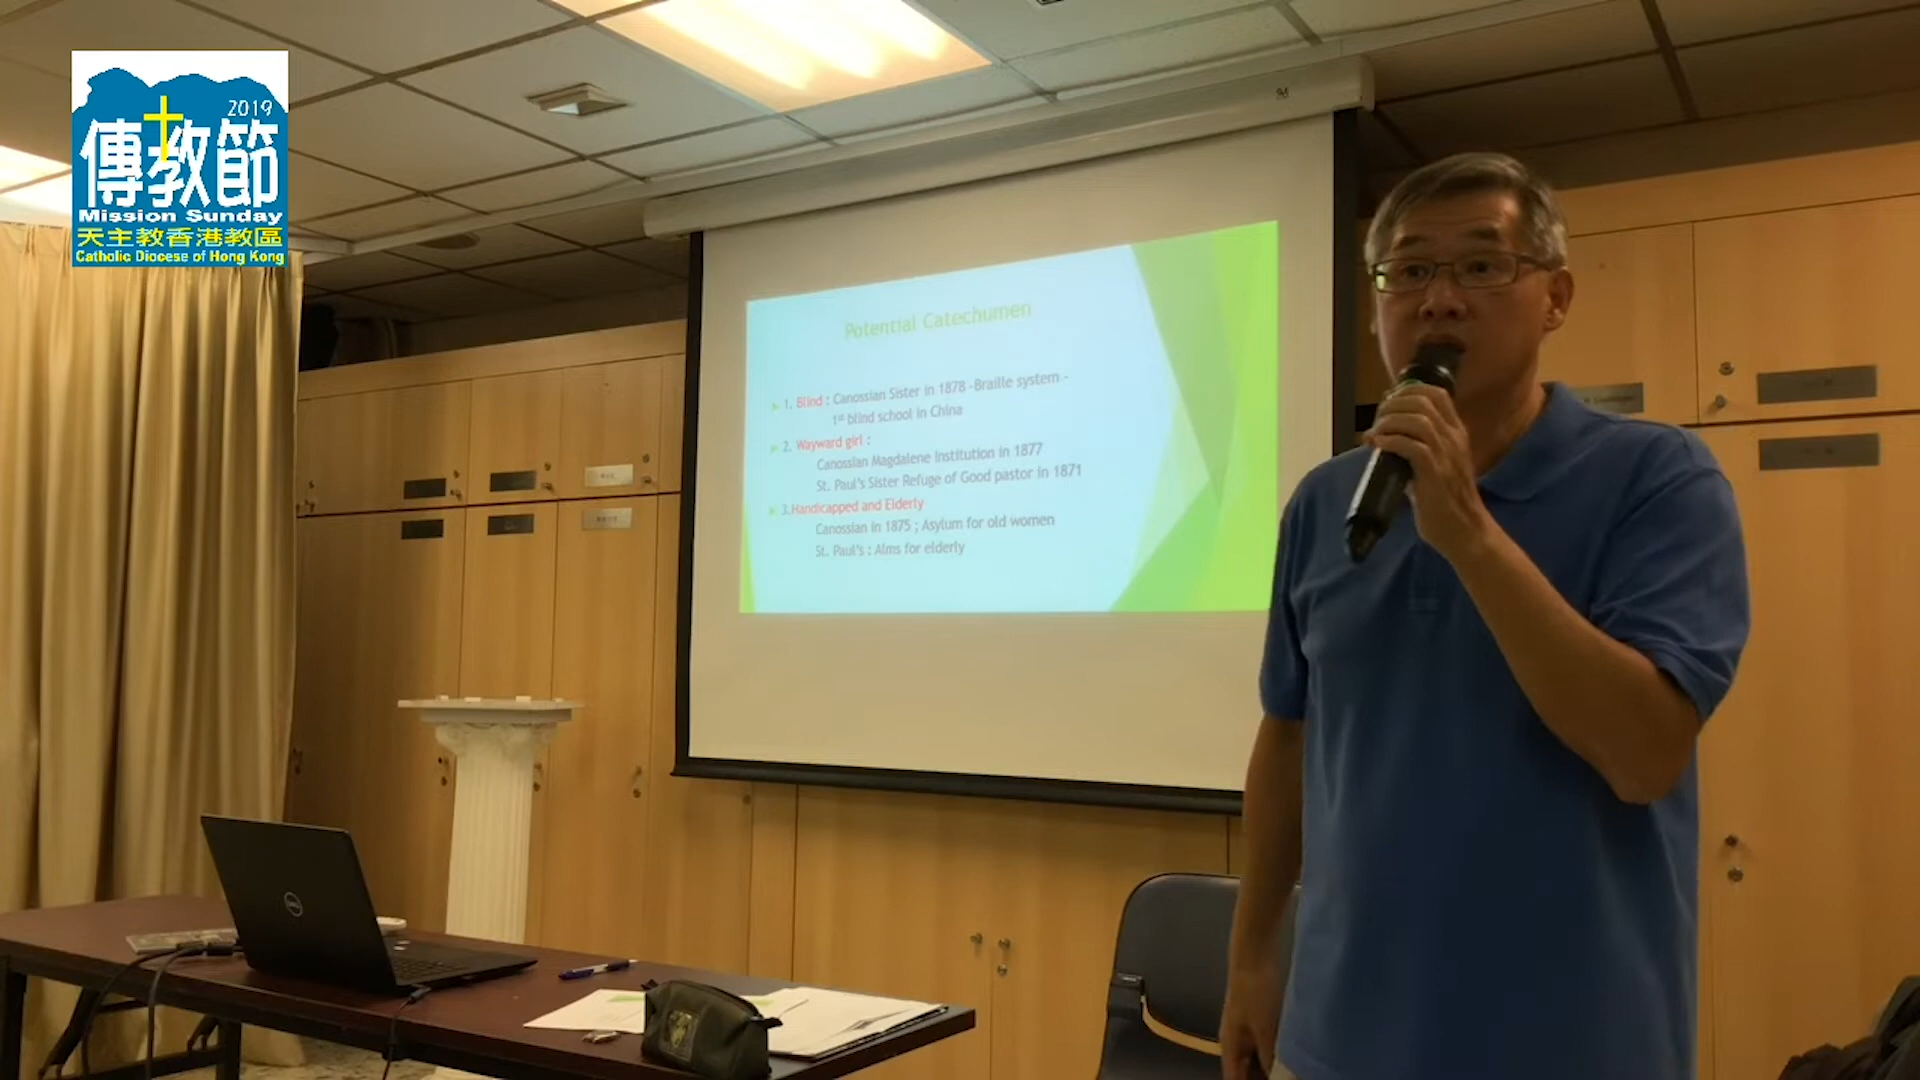 2019
傳教節
Mission Sunday
天主教香港教區
Catholic Diocese of Hong Kong
Potential Catechumen
1. Blind : Canossian Sister in 1878 -Braille system -
1st blind school in China
2. Wayward girl :
Canossian Magdalene Institution in 1877
St. Paul's Sister Refuge of Good pastor in 1871
3.Handicapped and Elderly
Canossian in 1875 ; Asylum for old women
St. Paul's : Alms for elderly
DELL